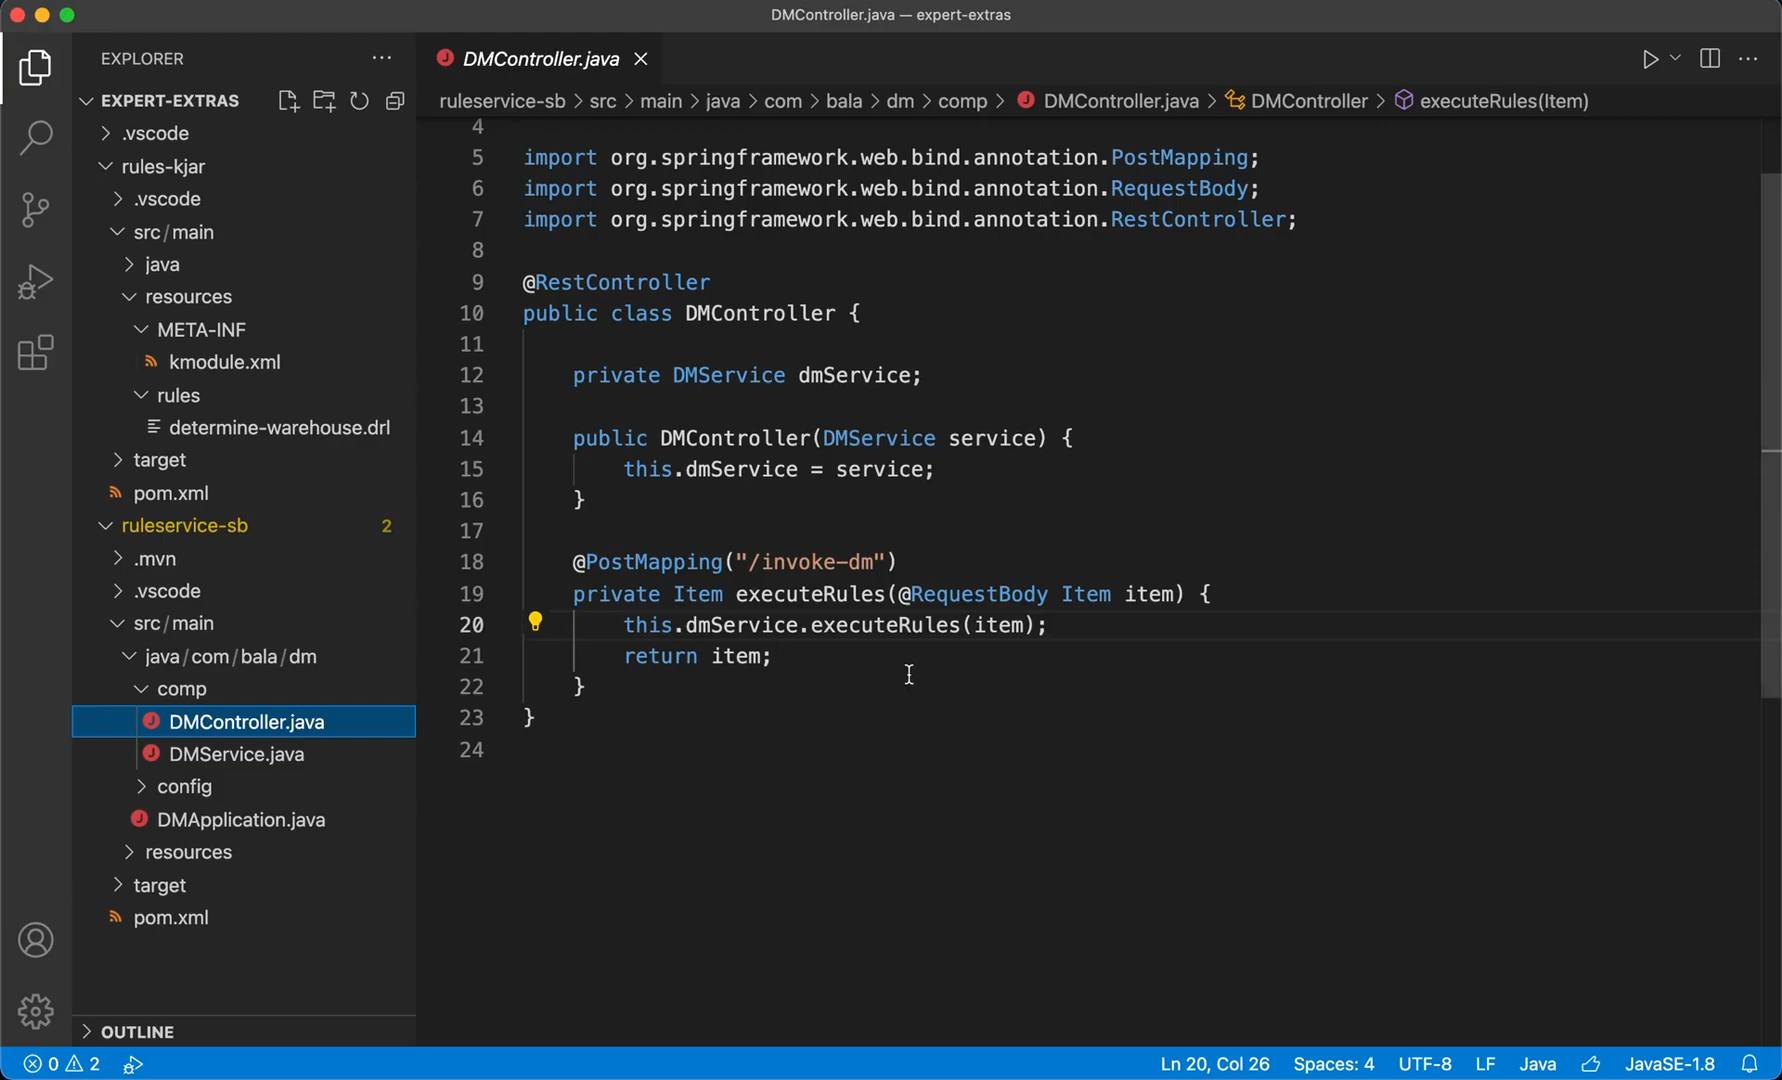 DMController.java — expert-extras
EXPLORER
DMController.java
EXPERT-EXTRAS
ruleservice-sb > src > main > java > com > bala > dm > comp > DMController.java > DMController > executeRules(Item)
.vscode
rules-kjar
.vscode
src/main
java
resources
META-INF
kmodule.xml
rules
determine-warehouse.drl
target
pom.xml
ruleservice-sb 2
.mvn
.vscode
src/main
java/com/bala/dm
comp
DMController.java
DMService.java
config
DMApplication.java
resources
target
pom.xml
OUTLINE
4
5 import org.springframework.web.bind.annotation.PostMapping;
6 import org.springframework.web.bind.annotation.RequestBody;
7 import org.springframework.web.bind.annotation.RestController;
8
9 @RestController
10 public class DMController {
11
12 private DMService dmService;
13
14 public DMController(DMService service) {
15 this.dmService = service;
16 }
17
18 @PostMapping("/invoke-dm")
19 private Item executeRules(@RequestBody Item item) {
20 this.dmService.executeRules(item);
21 return item;
22 }
23 }
24
0 2 Ln 20, Col 26 Spaces: 4 UTF-8 LF Java JavaSE-1.8